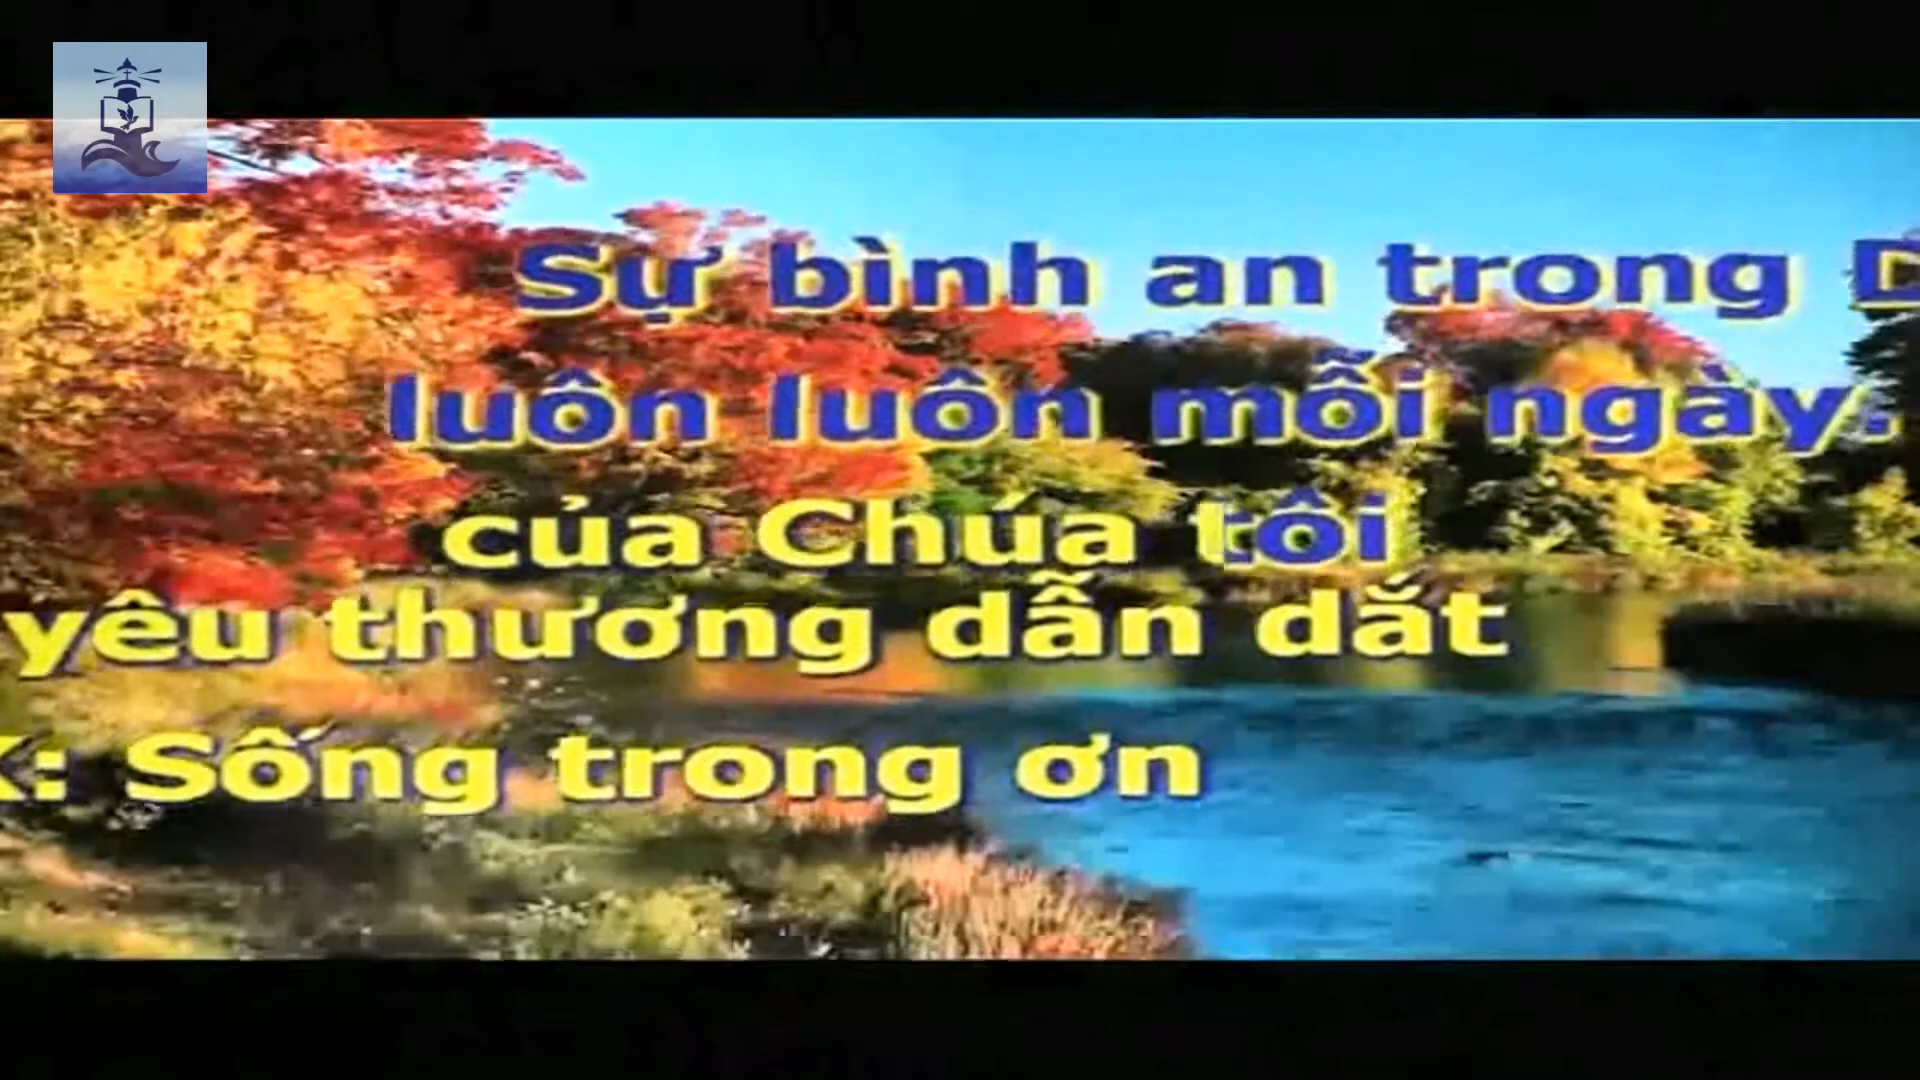 Sự bình an trong
luôn luôn mỗi ngày.
của Chúa tôi
yêu thương dẫn dắt
K: Sống trong ơn